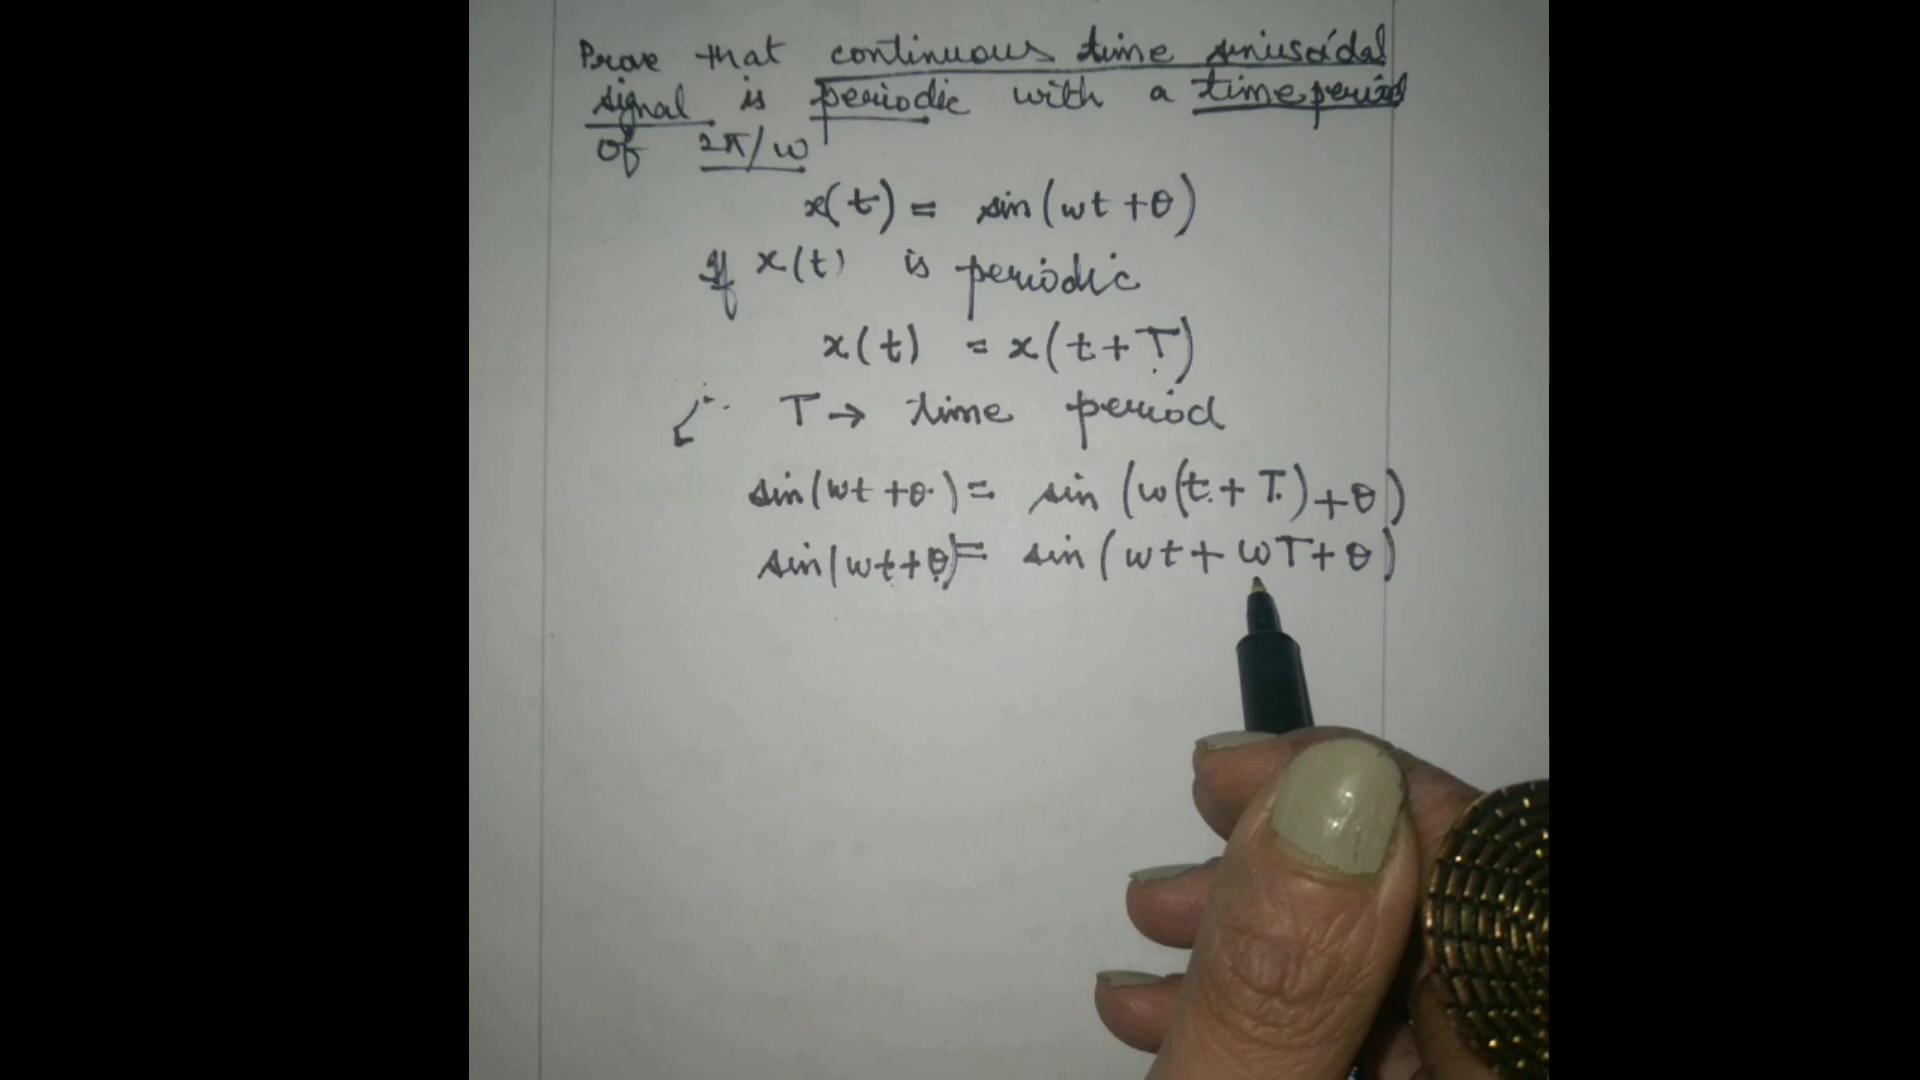 Prove that continuous time sinusoidal
signal is periodic with a time period
of 2π/ω
x(t) = sin(ωt + θ)
If x(t) is periodic
x(t) = x(t + T)
T → time period
sin(ωt + θ) = sin(ω(t + T) + θ)
sin(ωt + θ) = sin(ωt + ωT + θ)